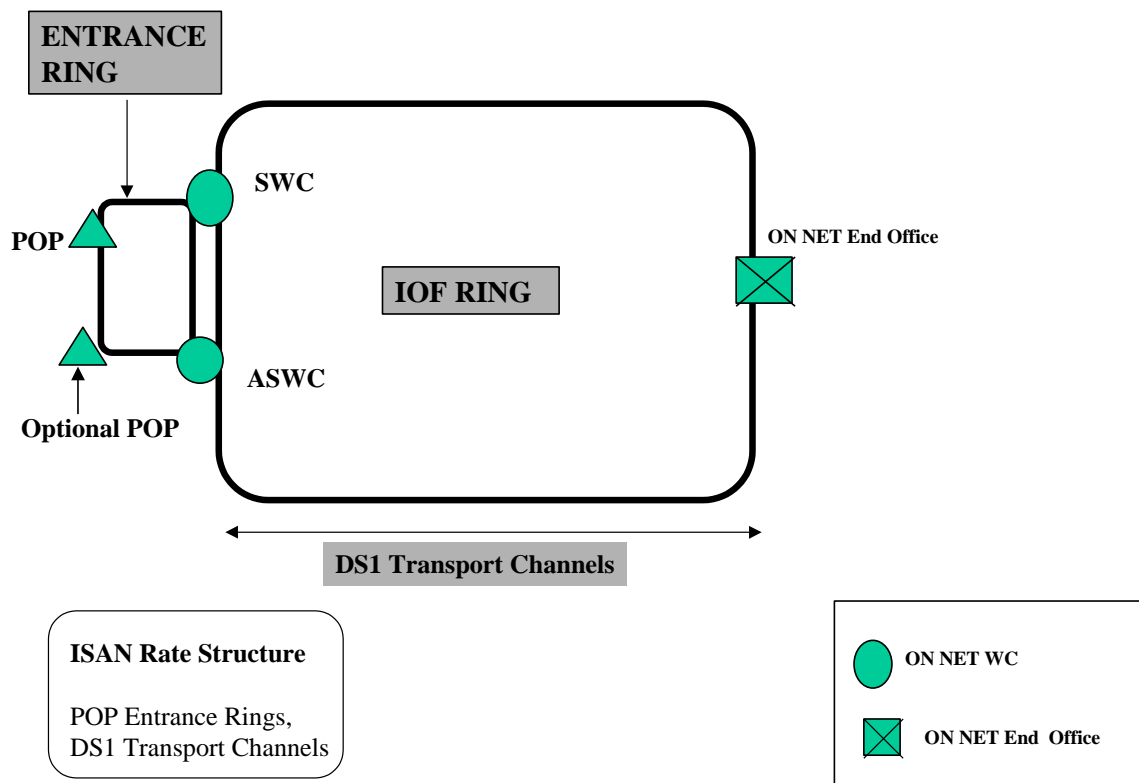 ENTRANCE
RING
SWC
POP
ON NET End Office
IOF RING
ASWC
Optional POP
DS1 Transport Channels
ISAN Rate Structure
POP Entrance Rings,
DS1 Transport Channels
ON NET WC
ON NET End Office